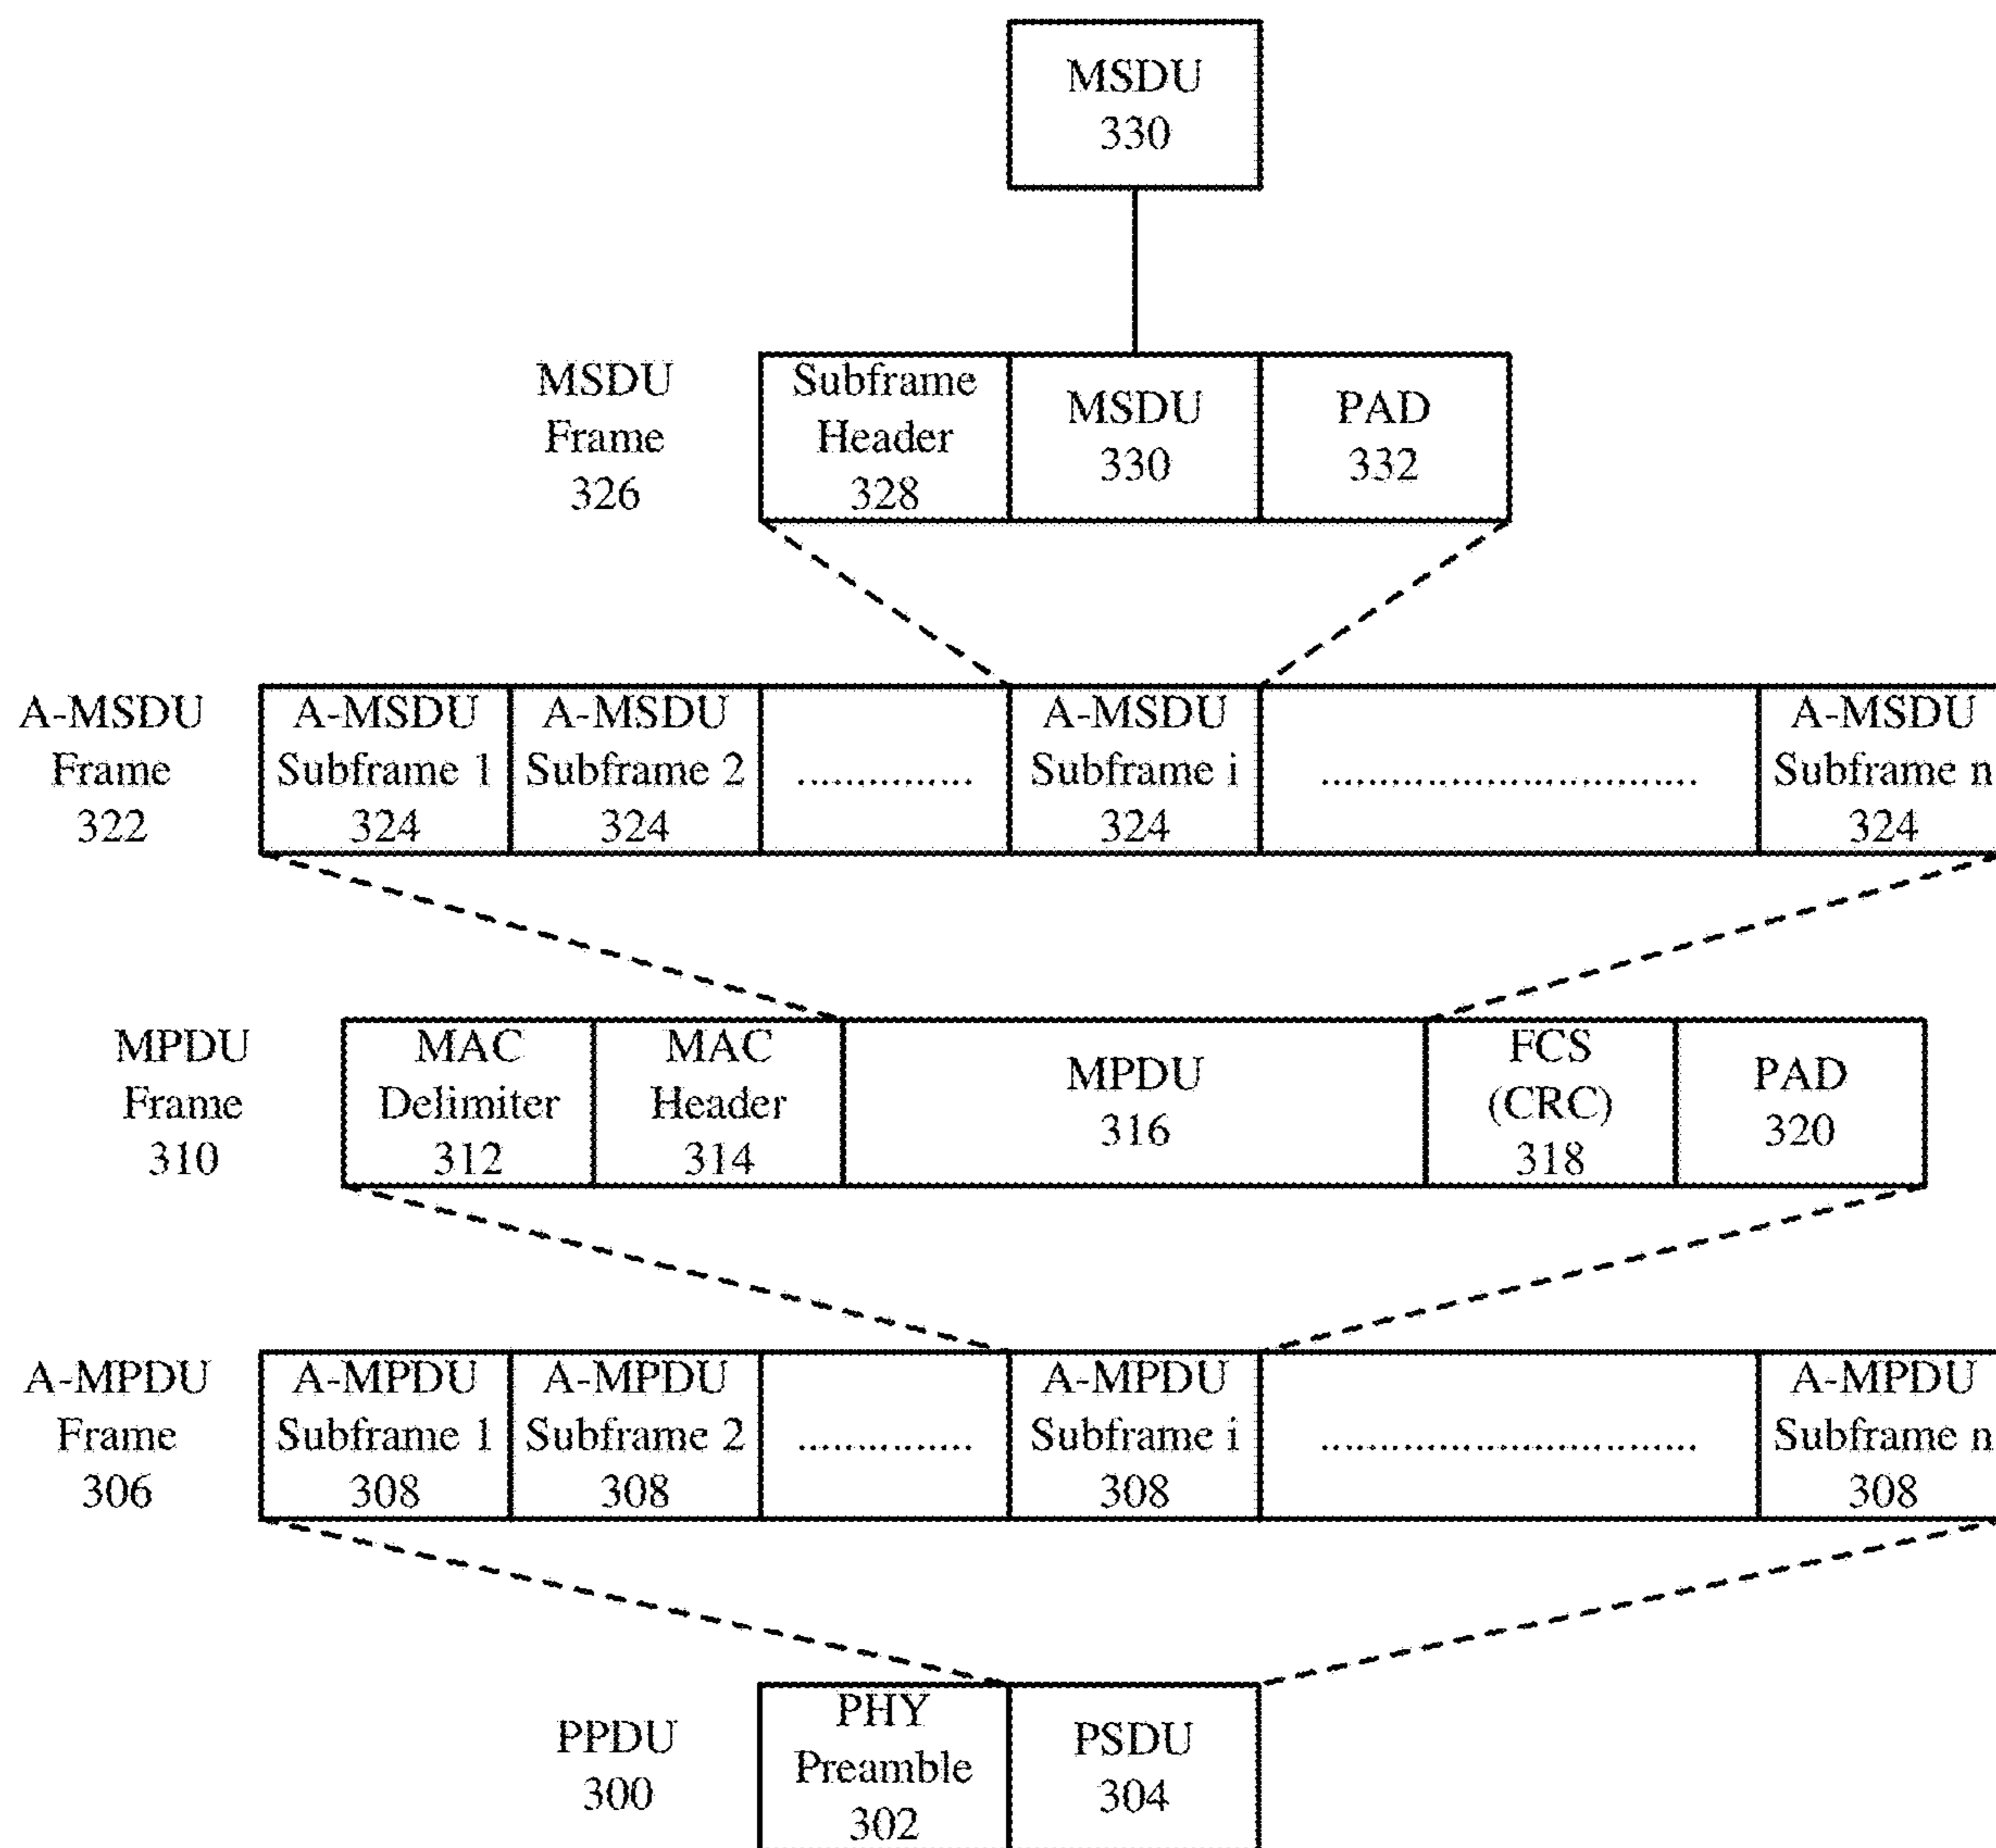 MSDU
330
MSDU
Frame
326
Subframe
Header
328
MSDU
330
PAD
332
A-MSDU
Frame
322
A-MSDU
Subframe 1
324
A-MSDU
Subframe 2
324
...............
A-MSDU
Subframe i
324
.................................
A-MSDU
Subframe n
324
MPDU
Frame
310
MAC
Delimiter
312
MAC
Header
314
MPDU
316
FCS
(CRC)
318
PAD
320
A-MPDU
Frame
306
A-MPDU
Subframe 1
308
A-MPDU
Subframe 2
308
...............
A-MPDU
Subframe i
308
.................................
A-MPDU
Subframe n
308
PPDU
300
PHY
Preamble
302
PSDU
304